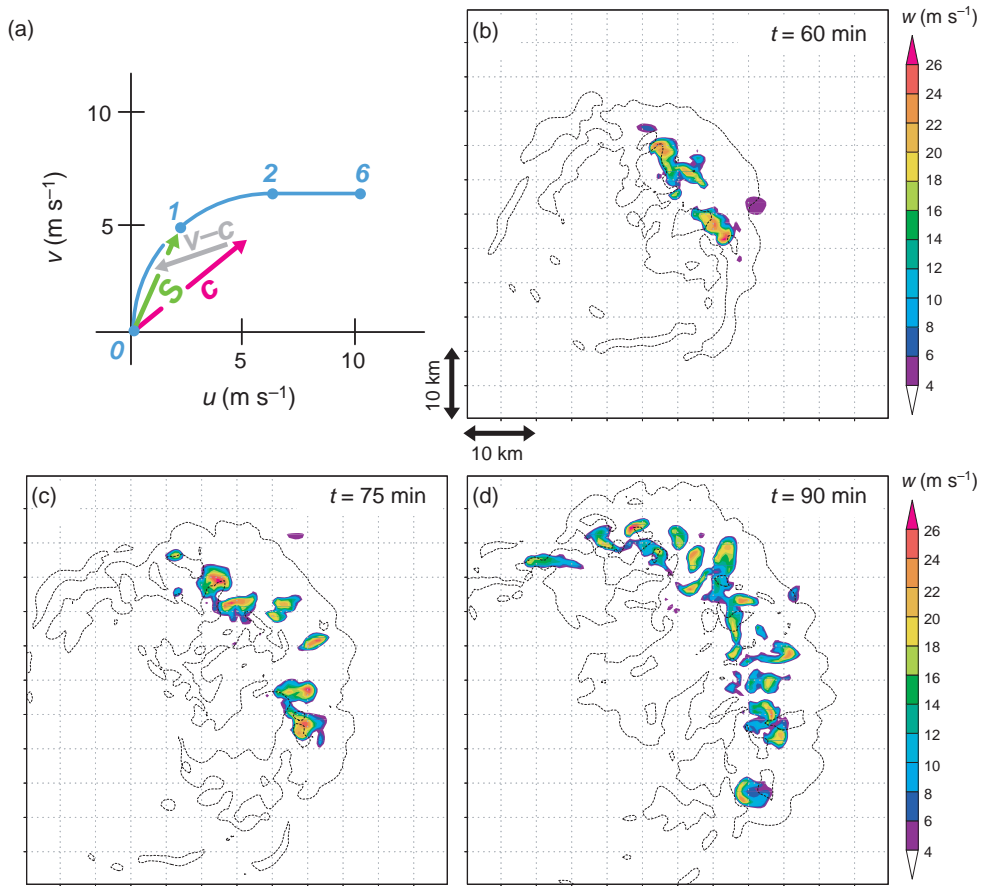 (a)
10
v (m s⁻¹)
5
0
1
2
6
S
c
v–c
5
10
u (m s⁻¹)
(b)
t = 60 min
w (m s⁻¹)
26
24
22
20
18
16
14
12
10
8
6
4
10 km
10 km
(c)
t = 75 min
(d)
t = 90 min
w (m s⁻¹)
26
24
22
20
18
16
14
12
10
8
6
4